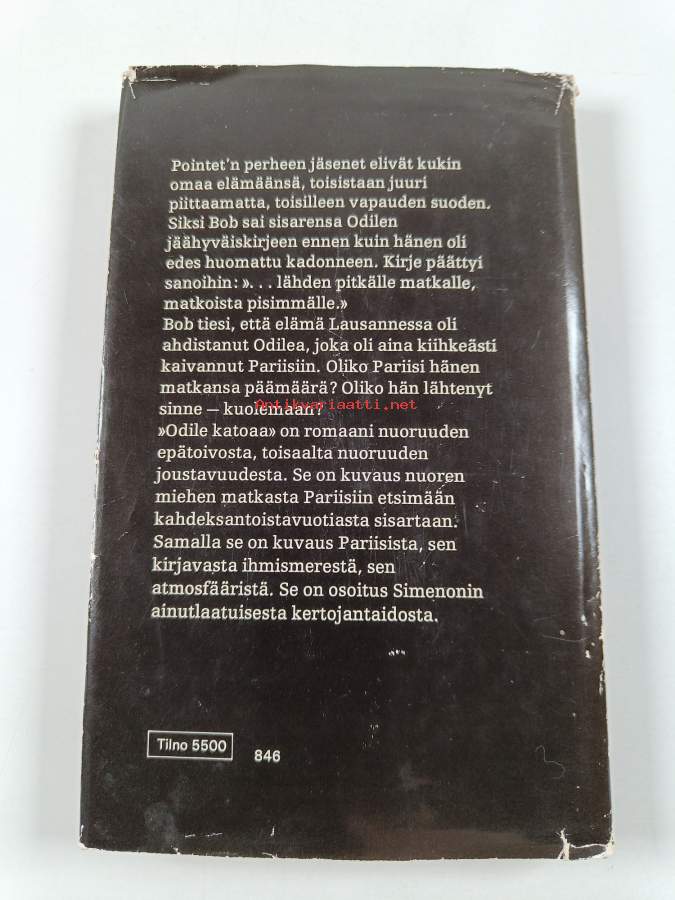 Pointet'n perheen jäsenet elivät kukin
omaa elämäänsä, toisistaan juuri
piittaamatta, toisilleen vapauden suoden.
Siksi Bob sai sisarensa Odilen
jäähyväiskirjeen ennen kuin hänen oli
edes huomattu kadonneen. Kirje päättyi
sanoihin: ». . . lähden pitkälle matkalle,
matkoista pisimmälle.»
Bob tiesi, että elämä Lausannessa oli
ahdistanut Odilea, joka oli aina kiihkeästi
kaivannut Pariisiin. Oliko Pariisi hänen
matkansa päämäärä? Oliko hän lähtenyt
sinne – kuolemaan?
Antikvariaatti.net
»Odile katoaa» on romaani nuoruuden
epätoivosta, toisaalta nuoruuden
joustavuudesta. Se on kuvaus nuoren
miehen matkasta Pariisiin etsimään
kahdeksantoistavuotiasta sisartaan.
Samalla se on kuvaus Pariisista, sen
kirjavasta ihmismerestä, sen
atmosfääristä. Se on osoitus Simenonin
ainutlaatuisesta kertojantaidosta.
Tilno 5500
846